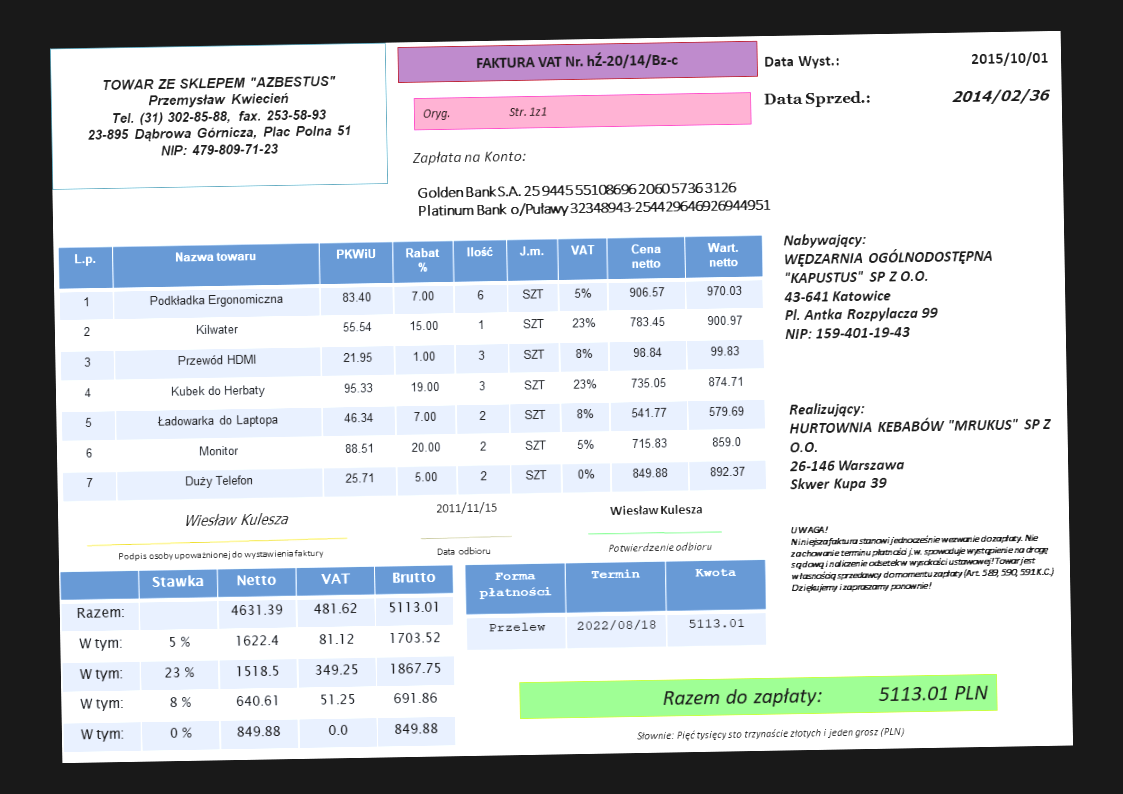 TOWAR ZE SKLEPEM "AZBESTUS"
Przemysław Kwiecień
Tel. (31) 302-85-88, fax. 253-58-93
23-895 Dąbrowa Górnicza, Plac Polna 51
NIP: 479-809-71-23
FAKTURA VAT Nr. hŹ-20/14/Bz-c
Oryg. Str. 1z1
Data Wyst.: 2015/10/01
Data Sprzed.: 2014/02/36
Zapłata na Konto:
Golden Bank S.A. 25 9445 5510 8696 2060 5736 3126
Platinum Bank o/Puławy 32348943-254429646926944951
Nabywający:
WĘDZARNIA OGÓLNODOSTĘPNA
"KAPUSTUS" SP Z O.O.
43-641 Katowice
Pl. Antka Rozpylacza 99
NIP: 159-401-19-43
Realizujący:
HURTOWNIA KEBABÓW "MRUKUS" SP Z
O.O.
26-146 Warszawa
Skwer Kupa 39
L.p. Nazwa towaru PKWiU Rabat % Ilość J.m. VAT Cena netto Wart. netto
1 Podkładka Ergonomiczna 83.40 7.00 6 SZT 5% 906.57 970.03
2 Kilwater 55.54 15.00 1 SZT 23% 783.45 900.97
3 Przewód HDMI 21.95 1.00 3 SZT 8% 98.84 99.83
4 Kubek do Herbaty 95.33 19.00 3 SZT 23% 735.05 874.71
5 Ładowarka do Laptopa 46.34 7.00 2 SZT 8% 541.77 579.69
6 Monitor 88.51 20.00 2 SZT 5% 715.83 859.0
7 Duży Telefon 25.71 5.00 2 SZT 0% 849.88 892.37
Wiesław Kulesza 2011/11/15 Wiesław Kulesza
Podpis osoby upoważnionej do wystawienia faktury Data odbioru Potwierdzenie odbioru
UWAGA!
Niniejsza faktura stanowi jednocześnie wezwanie do zapłaty. Nie
zachowanie terminu płatności j.w. spowoduje wystąpienie na drogę
sądową i naliczenie odsetek w wysokości ustawowej! Towar jest
własnością sprzedawcy do momentu zapłaty (Art. 589, 590, 591 K.C.)
Dziękujemy i zapraszamy ponownie!
Stawka Netto VAT Brutto
Razem: 4631.39 481.62 5113.01
W tym: 5 % 1622.4 81.12 1703.52
W tym: 23 % 1518.5 349.25 1867.75
W tym: 8 % 640.61 51.25 691.86
W tym: 0 % 849.88 0.0 849.88
Forma płatności Termin Kwota
Przelew 2022/08/18 5113.01
Razem do zapłaty: 5113.01 PLN
Słownie: Pięć tysięcy sto trzynaście złotych i jeden grosz (PLN)